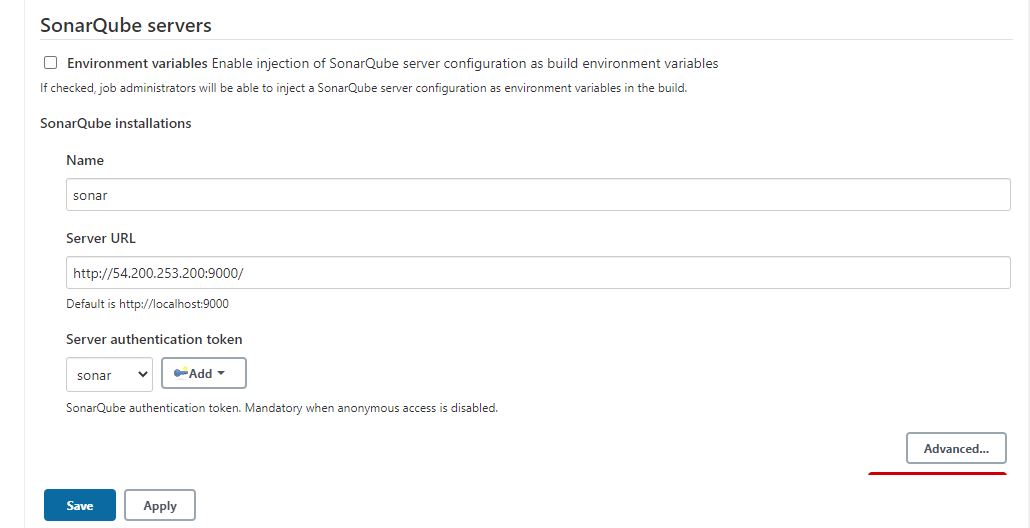 SonarQube servers
Environment variables Enable injection of SonarQube server configuration as build environment variables
If checked, job administrators will be able to inject a SonarQube server configuration as environment variables in the build.
SonarQube installations
Name
sonar
Server URL
http://54.200.253.200:9000/
Default is http://localhost:9000
Server authentication token
sonar Add
SonarQube authentication token. Mandatory when anonymous access is disabled.
Advanced...
Save Apply